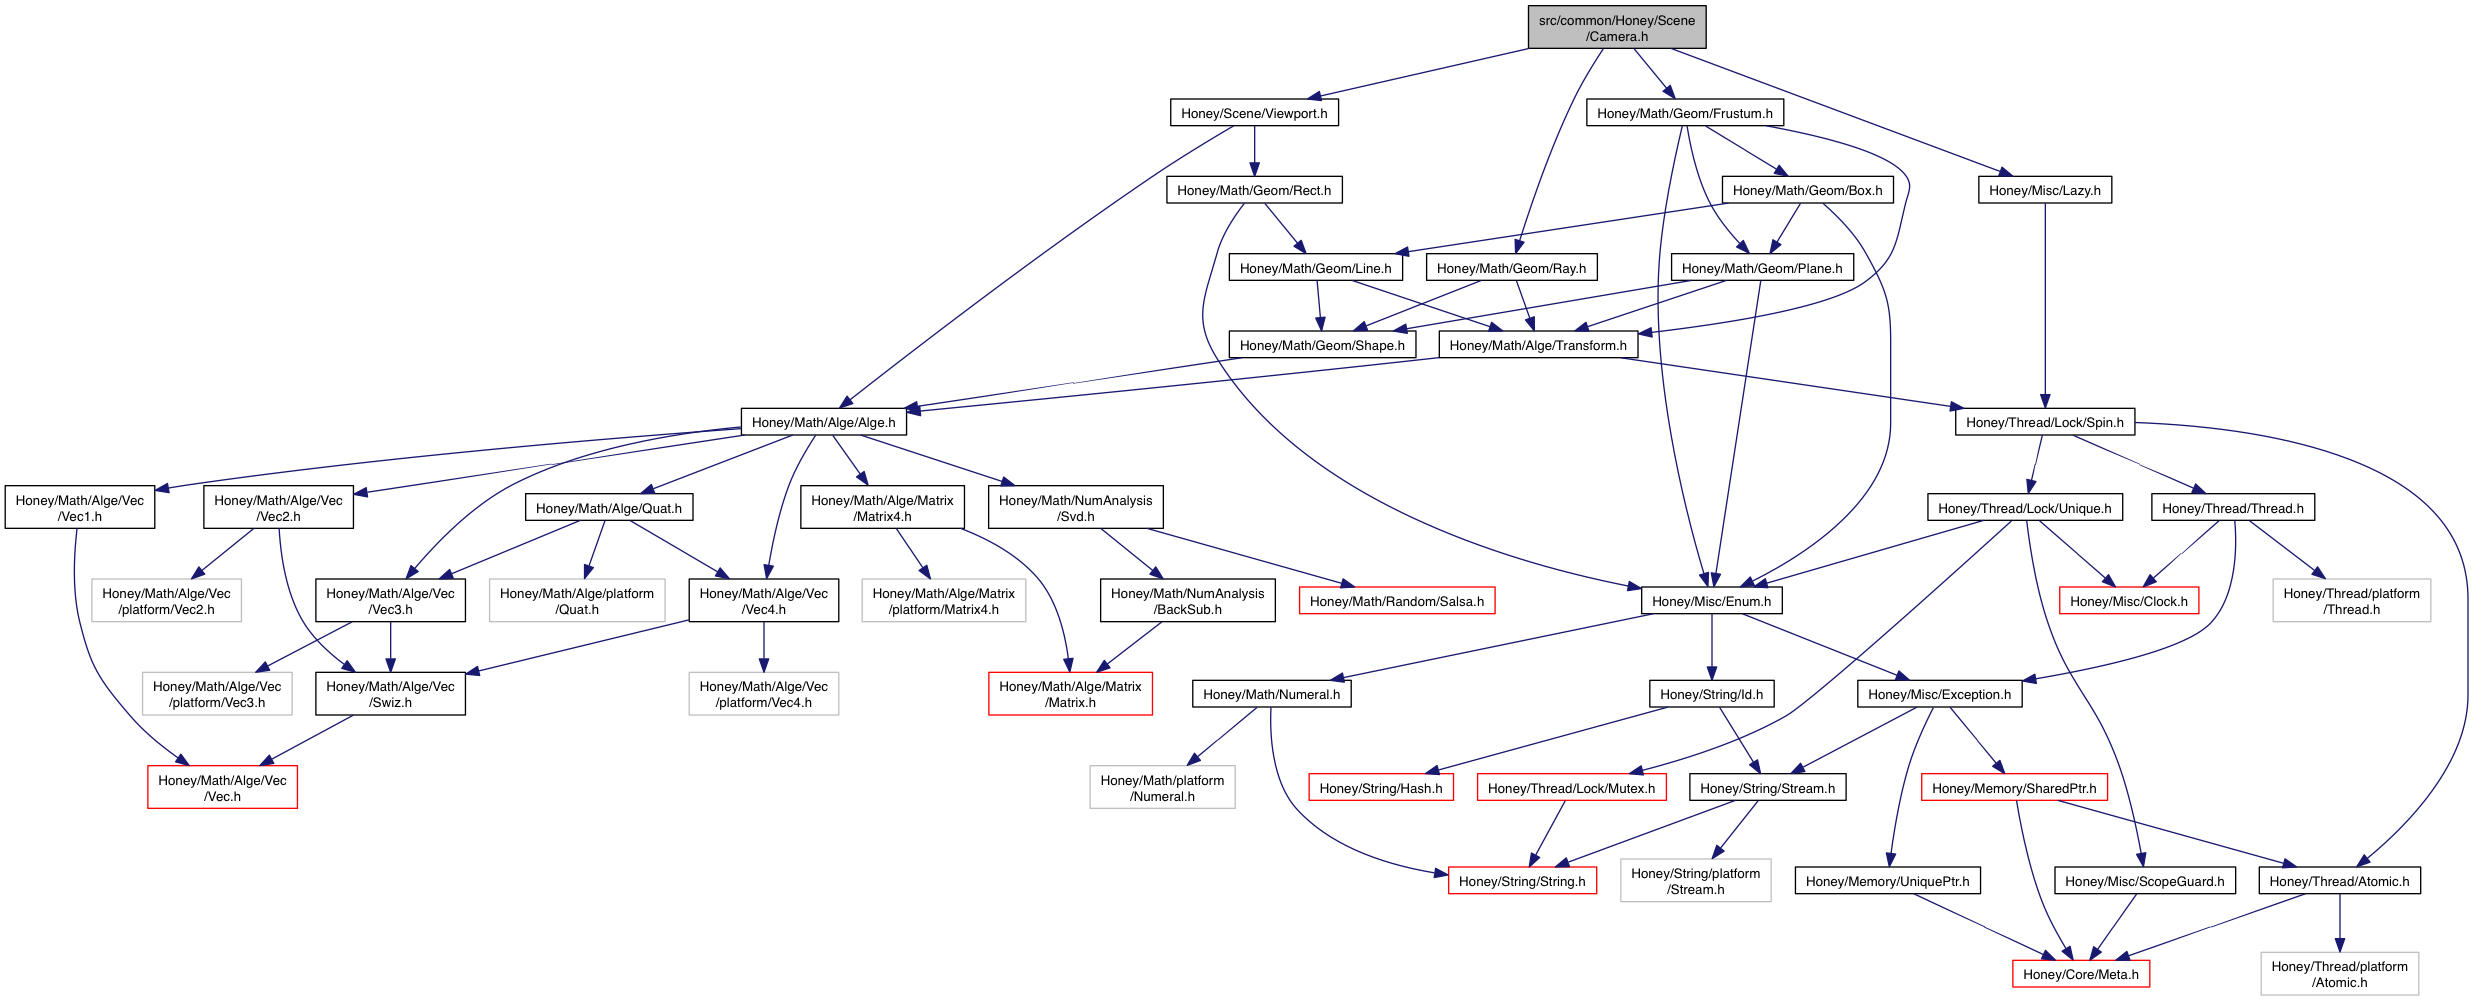 src/common/Honey/Scene
/Camera.h
Honey/Scene/Viewport.h
Honey/Math/Geom/Frustum.h
Honey/Math/Geom/Rect.h
Honey/Math/Geom/Box.h
Honey/Misc/Lazy.h
Honey/Math/Geom/Line.h
Honey/Math/Geom/Ray.h
Honey/Math/Geom/Plane.h
Honey/Math/Geom/Shape.h
Honey/Math/Alge/Transform.h
Honey/Math/Alge/Alge.h
Honey/Thread/Lock/Spin.h
Honey/Math/Alge/Vec
/Vec1.h
Honey/Math/Alge/Vec
/Vec2.h
Honey/Math/Alge/Quat.h
Honey/Math/Alge/Matrix
/Matrix4.h
Honey/Math/NumAnalysis
/Svd.h
Honey/Thread/Lock/Unique.h
Honey/Thread/Thread.h
Honey/Math/Alge/Vec
/platform/Vec2.h
Honey/Math/Alge/Vec
/Vec3.h
Honey/Math/Alge/platform
/Quat.h
Honey/Math/Alge/Vec
/Vec4.h
Honey/Math/Alge/Matrix
/platform/Matrix4.h
Honey/Math/NumAnalysis
/BackSub.h
Honey/Math/Random/Salsa.h
Honey/Misc/Enum.h
Honey/Misc/Clock.h
Honey/Thread/platform
/Thread.h
Honey/Math/Alge/Vec
/platform/Vec3.h
Honey/Math/Alge/Vec
/Swiz.h
Honey/Math/Alge/Vec
/platform/Vec4.h
Honey/Math/Alge/Matrix
/Matrix.h
Honey/Math/Numeral.h
Honey/String/Id.h
Honey/Misc/Exception.h
Honey/Math/Alge/Vec
/Vec.h
Honey/Math/platform
/Numeral.h
Honey/String/Hash.h
Honey/Thread/Lock/Mutex.h
Honey/String/Stream.h
Honey/Memory/SharedPtr.h
Honey/String/String.h
Honey/String/platform
/Stream.h
Honey/Memory/UniquePtr.h
Honey/Misc/ScopeGuard.h
Honey/Thread/Atomic.h
Honey/Core/Meta.h
Honey/Thread/platform
/Atomic.h